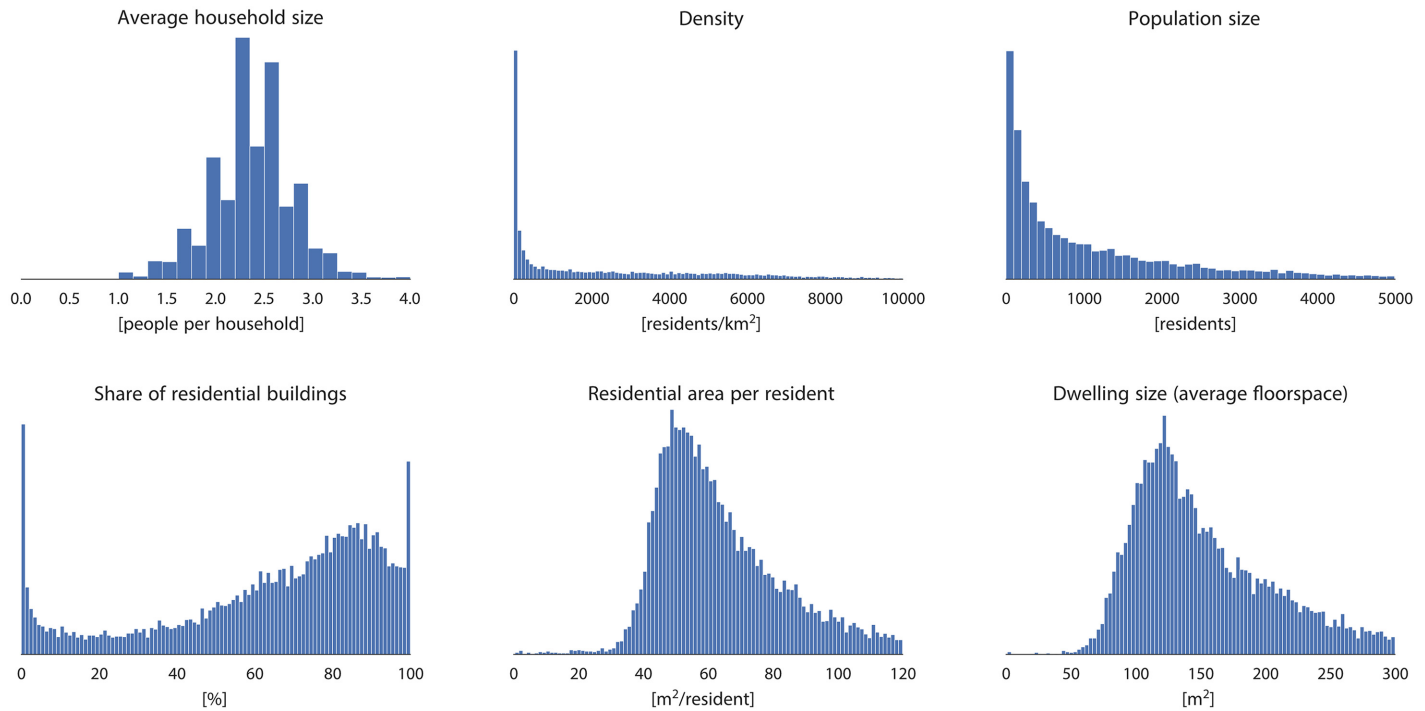 Average household size
Density
Population size
0.0 0.5 1.0 1.5 2.0 2.5 3.0 3.5 4.0
0 2000 4000 6000 8000 10000
0 1000 2000 3000 4000 5000
[people per household]
[residents/km²]
[residents]
Share of residential buildings
Residential area per resident
Dwelling size (average floorspace)
0 20 40 60 80 100
0 20 40 60 80 100 120
0 50 100 150 200 250 300
[%]
[m²/resident]
[m²]